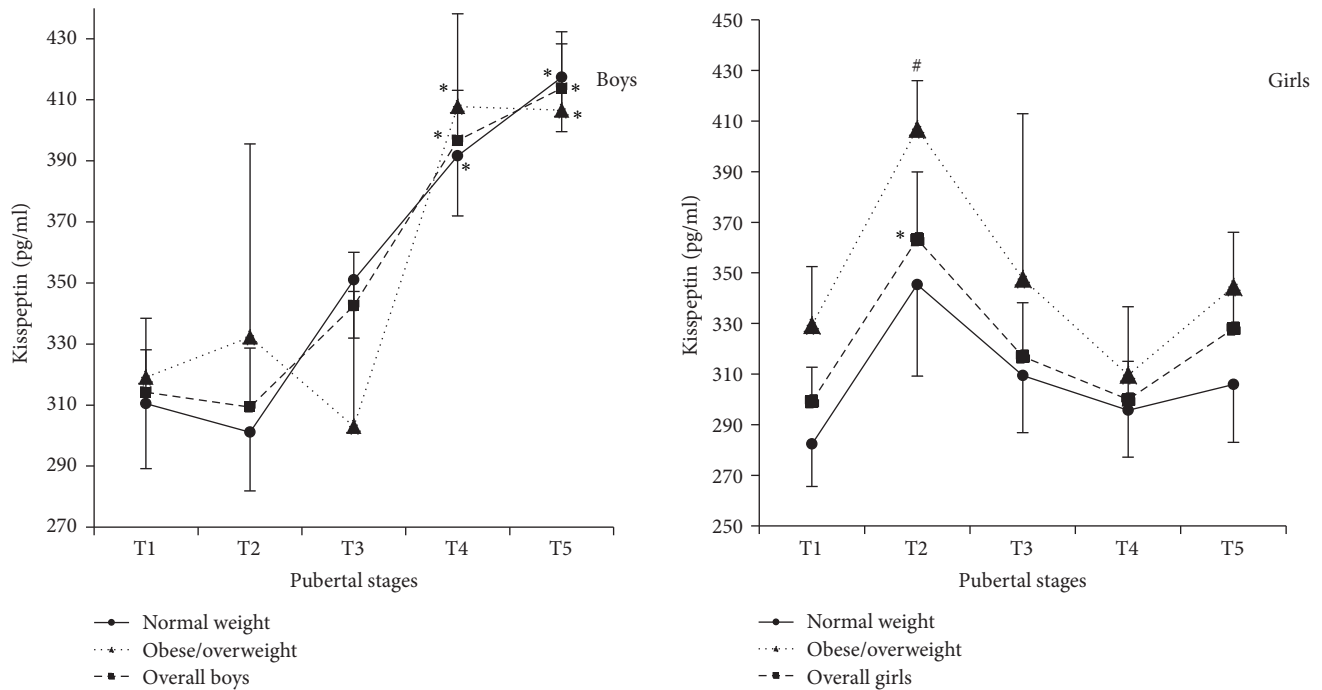 Boys
Kisspeptin (pg/ml)
430
410
390
370
350
330
310
290
270
*
*
*
*
*
*
T1 T2 T3 T4 T5
Pubertal stages
Normal weight
Obese/overweight
Overall boys
Girls
Kisspeptin (pg/ml)
450
430
410
390
370
350
330
310
290
270
250
#
*
T1 T2 T3 T4 T5
Pubertal stages
Normal weight
Obese/overweight
Overall girls